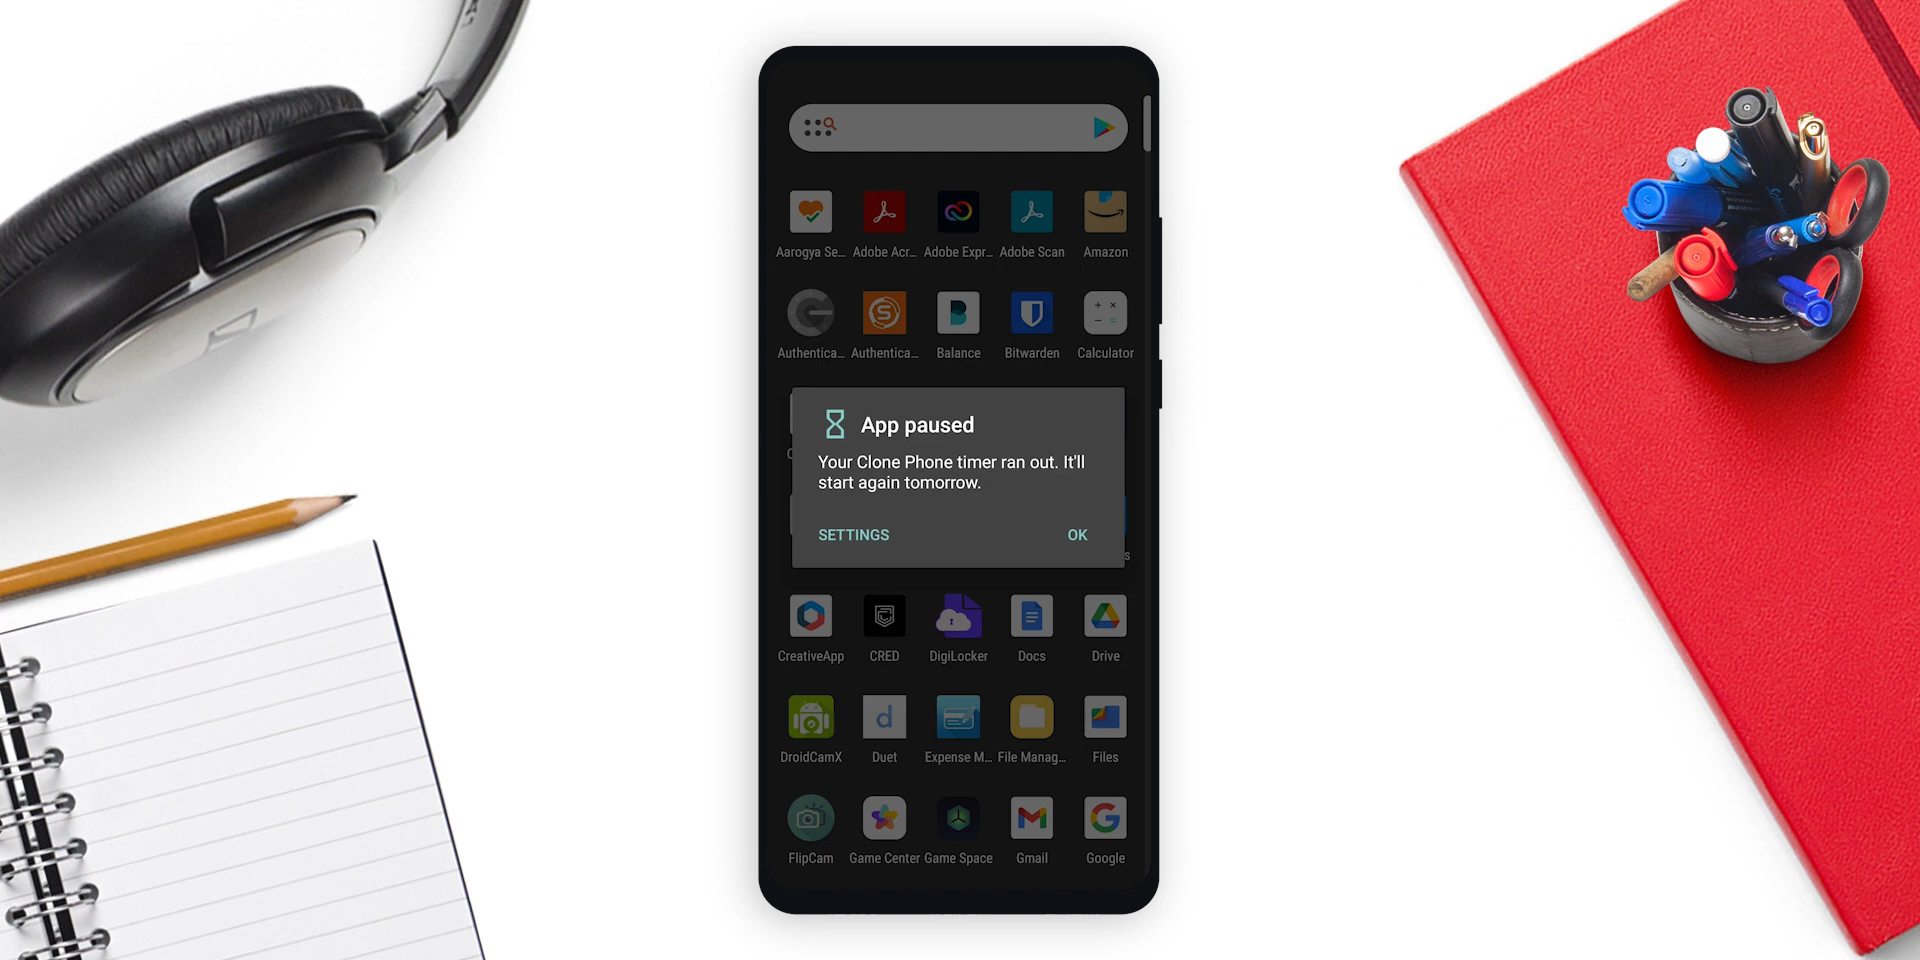 Aarogya Se...
Adobe Acr...
Adobe Expr...
Adobe Scan
Amazon
Authentica...
Authentica...
Balance
Bitwarden
Calculator
App paused
Your Clone Phone timer ran out. It'll
start again tomorrow.
SETTINGS
OK
CreativeApp
CRED
DigiLocker
Docs
Drive
DroidCamX
Duet
Expense M...
File Manag...
Files
FlipCam
Game Center
Game Space
Gmail
Google